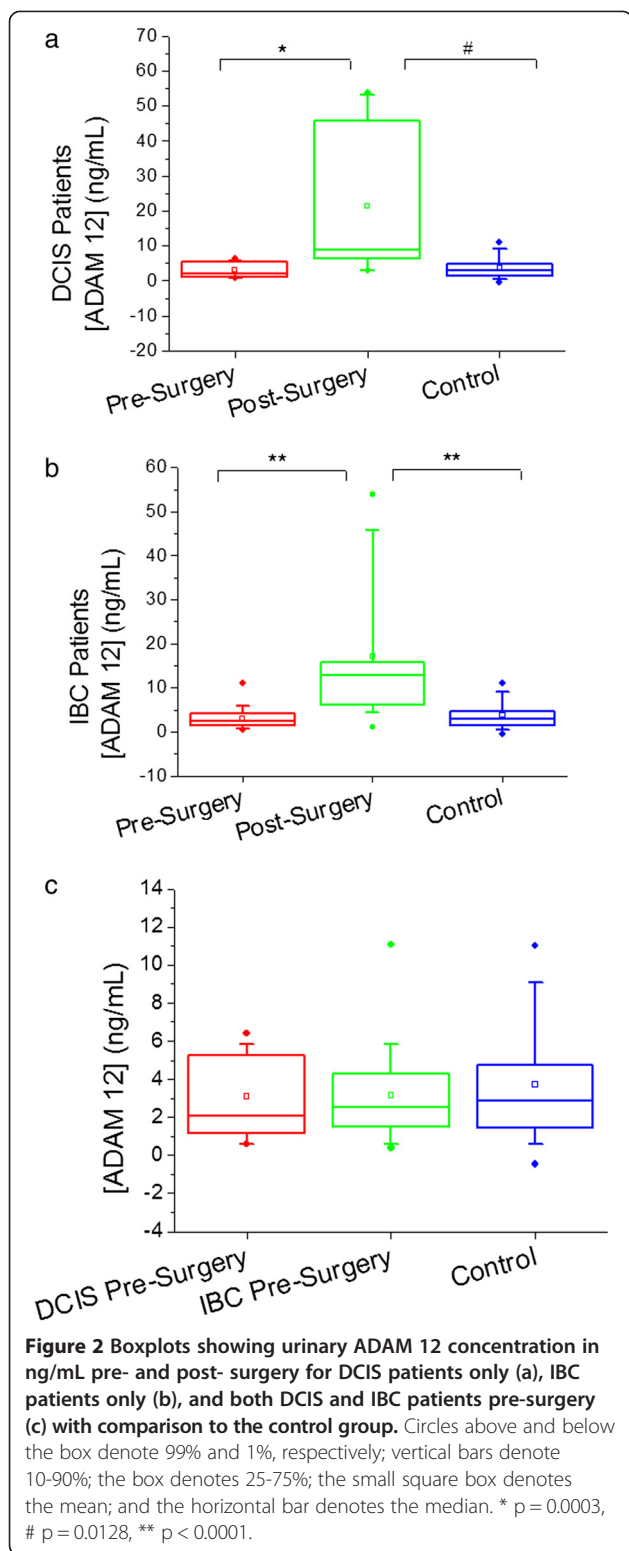 a
*
#
70
60
50
40
30
20
10
0
-10
-20
DCIS Patients
[ADAM 12] (ng/mL)
Pre-Surgery
Post-Surgery
Control
b
**
**
60
50
40
30
20
10
0
-10
IBC Patients
[ADAM 12] (ng/mL)
Pre-Surgery
Post-Surgery
Control
c
14
12
10
8
6
4
2
0
-2
-4
[ADAM 12] (ng/mL)
DCIS Pre-Surgery
IBC Pre-Surgery
Control
Figure 2 Boxplots showing urinary ADAM 12 concentration in
ng/mL pre- and post- surgery for DCIS patients only (a), IBC
patients only (b), and both DCIS and IBC patients pre-surgery
(c) with comparison to the control group. Circles above and below
the box denote 99% and 1%, respectively; vertical bars denote
10-90%; the box denotes 25-75%; the small square box denotes
the mean; and the horizontal bar denotes the median. * p = 0.0003,
# p = 0.0128, ** p < 0.0001.